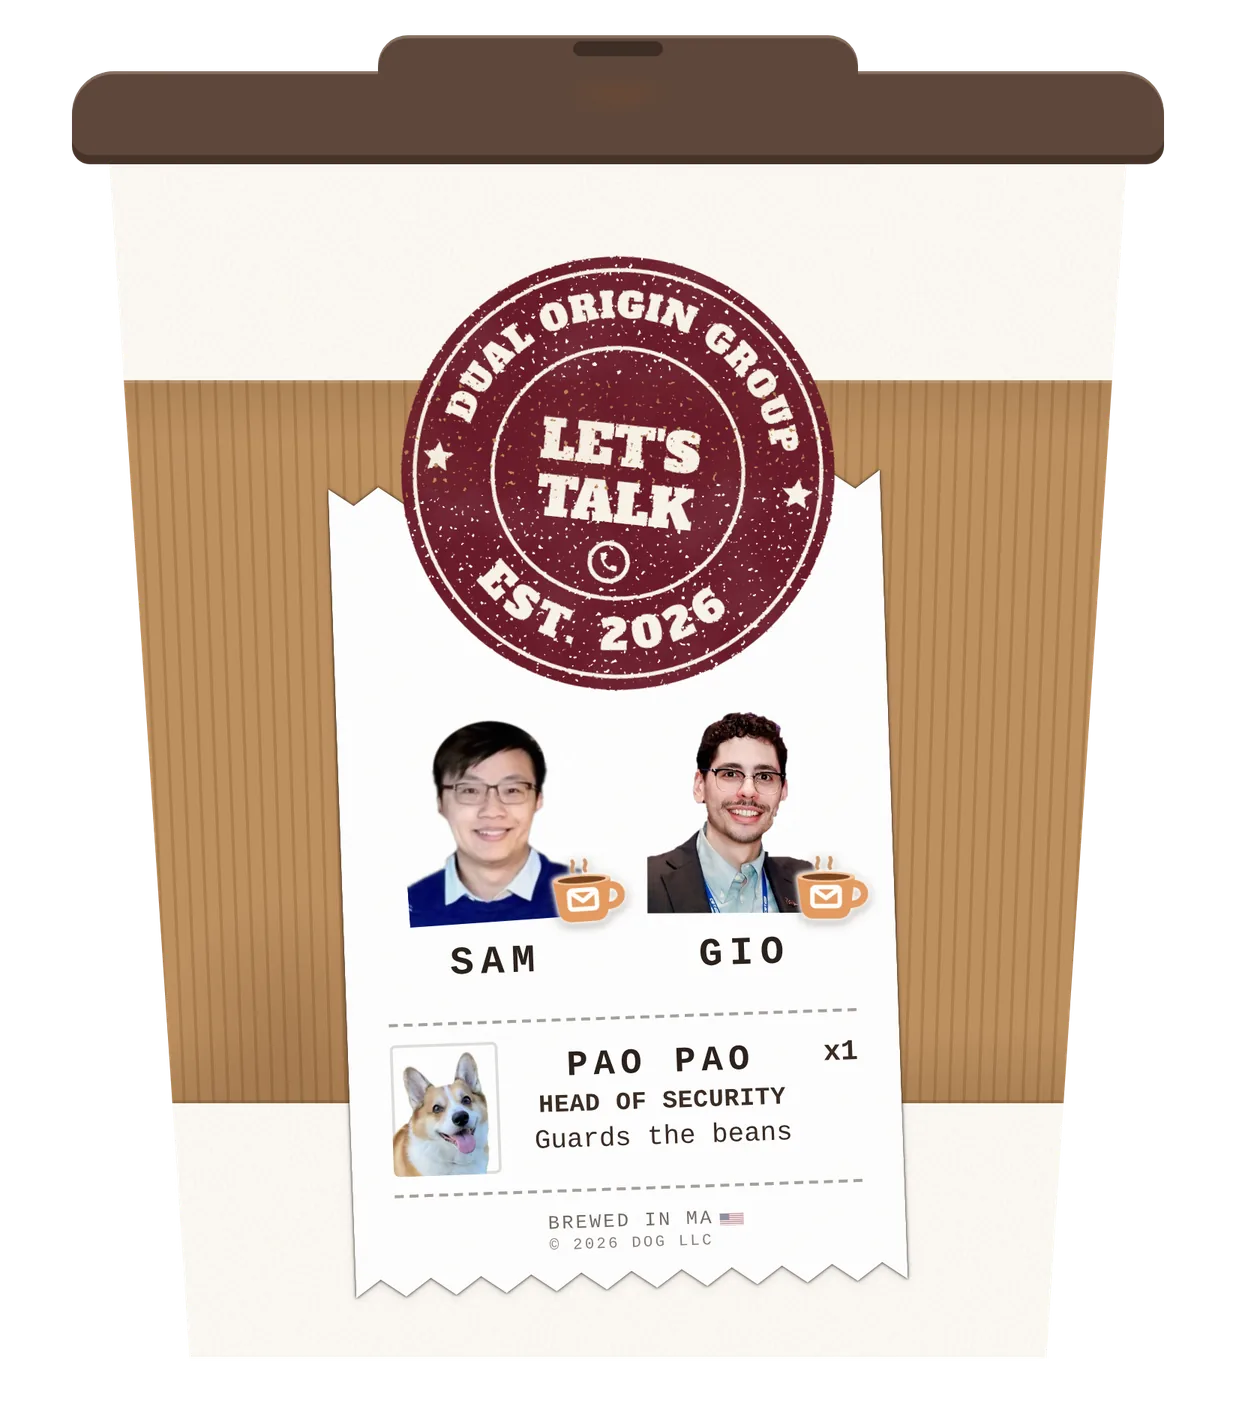 DUAL ORIGIN GROUP
LET'S
TALK
EST. 2026
SAM
GIO
PAO PAO
x1
HEAD OF SECURITY
Guards the beans
BREWED IN MA
© 2026 DOG LLC